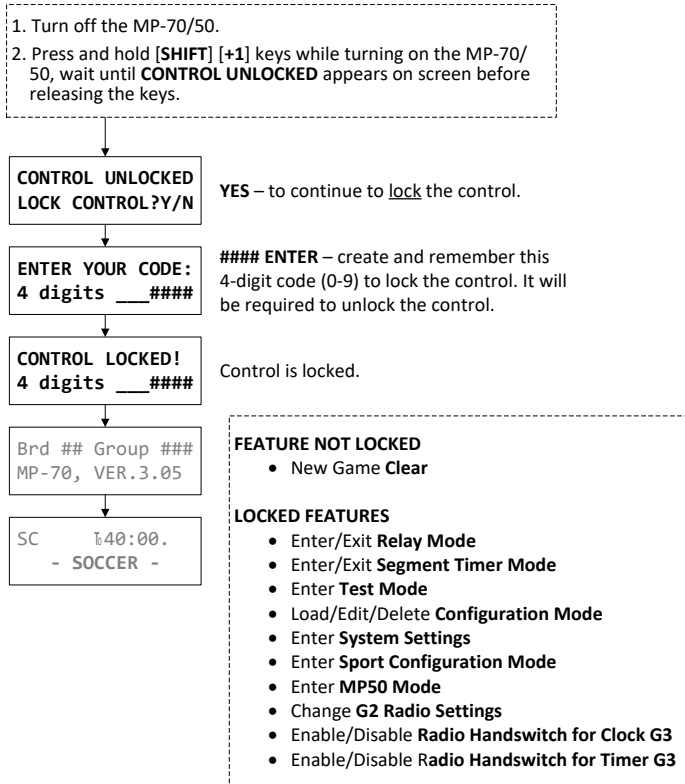 1. Turn off the MP-70/50.
2. Press and hold [SHIFT] [+1] keys while turning on the MP-70/
50, wait until CONTROL UNLOCKED appears on screen before
releasing the keys.
CONTROL UNLOCKED
LOCK CONTROL?Y/N
YES – to continue to lock the control.
ENTER YOUR CODE:
4 digits ___####
#### ENTER – create and remember this
4-digit code (0-9) to lock the control. It will
be required to unlock the control.
CONTROL LOCKED!
4 digits ___####
Control is locked.
Brd ## Group ###
MP-70, VER.3.05
SC 40:00.
- SOCCER -
FEATURE NOT LOCKED
• New Game Clear
LOCKED FEATURES
• Enter/Exit Relay Mode
• Enter/Exit Segment Timer Mode
• Enter Test Mode
• Load/Edit/Delete Configuration Mode
• Enter System Settings
• Enter Sport Configuration Mode
• Enter MP50 Mode
• Change G2 Radio Settings
• Enable/Disable Radio Handswitch for Clock G3
• Enable/Disable Radio Handswitch for Timer G3